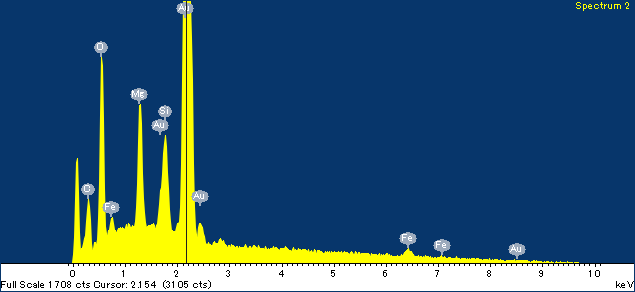 Spectrum 2
Au
O
Mg
Si
Au
C
Fe
Au
Fe
Fe
Au
0 1 2 3 4 5 6 7 8 9 10
Full Scale 1708 cts Cursor: 2.154 (3105 cts) keV